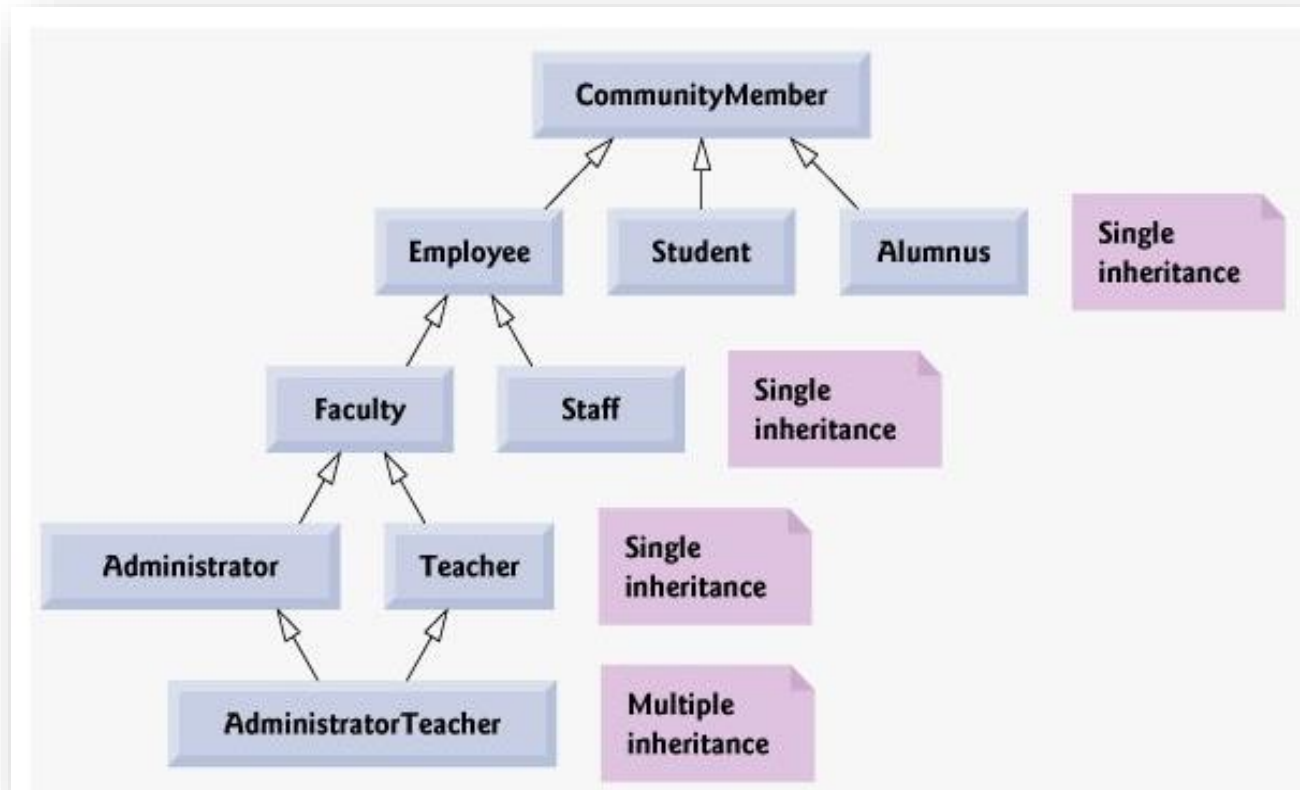 CommunityMember
Employee
Student
Alumnus
Single
inheritance
Faculty
Staff
Single
inheritance
Administrator
Teacher
Single
inheritance
AdministratorTeacher
Multiple
inheritance